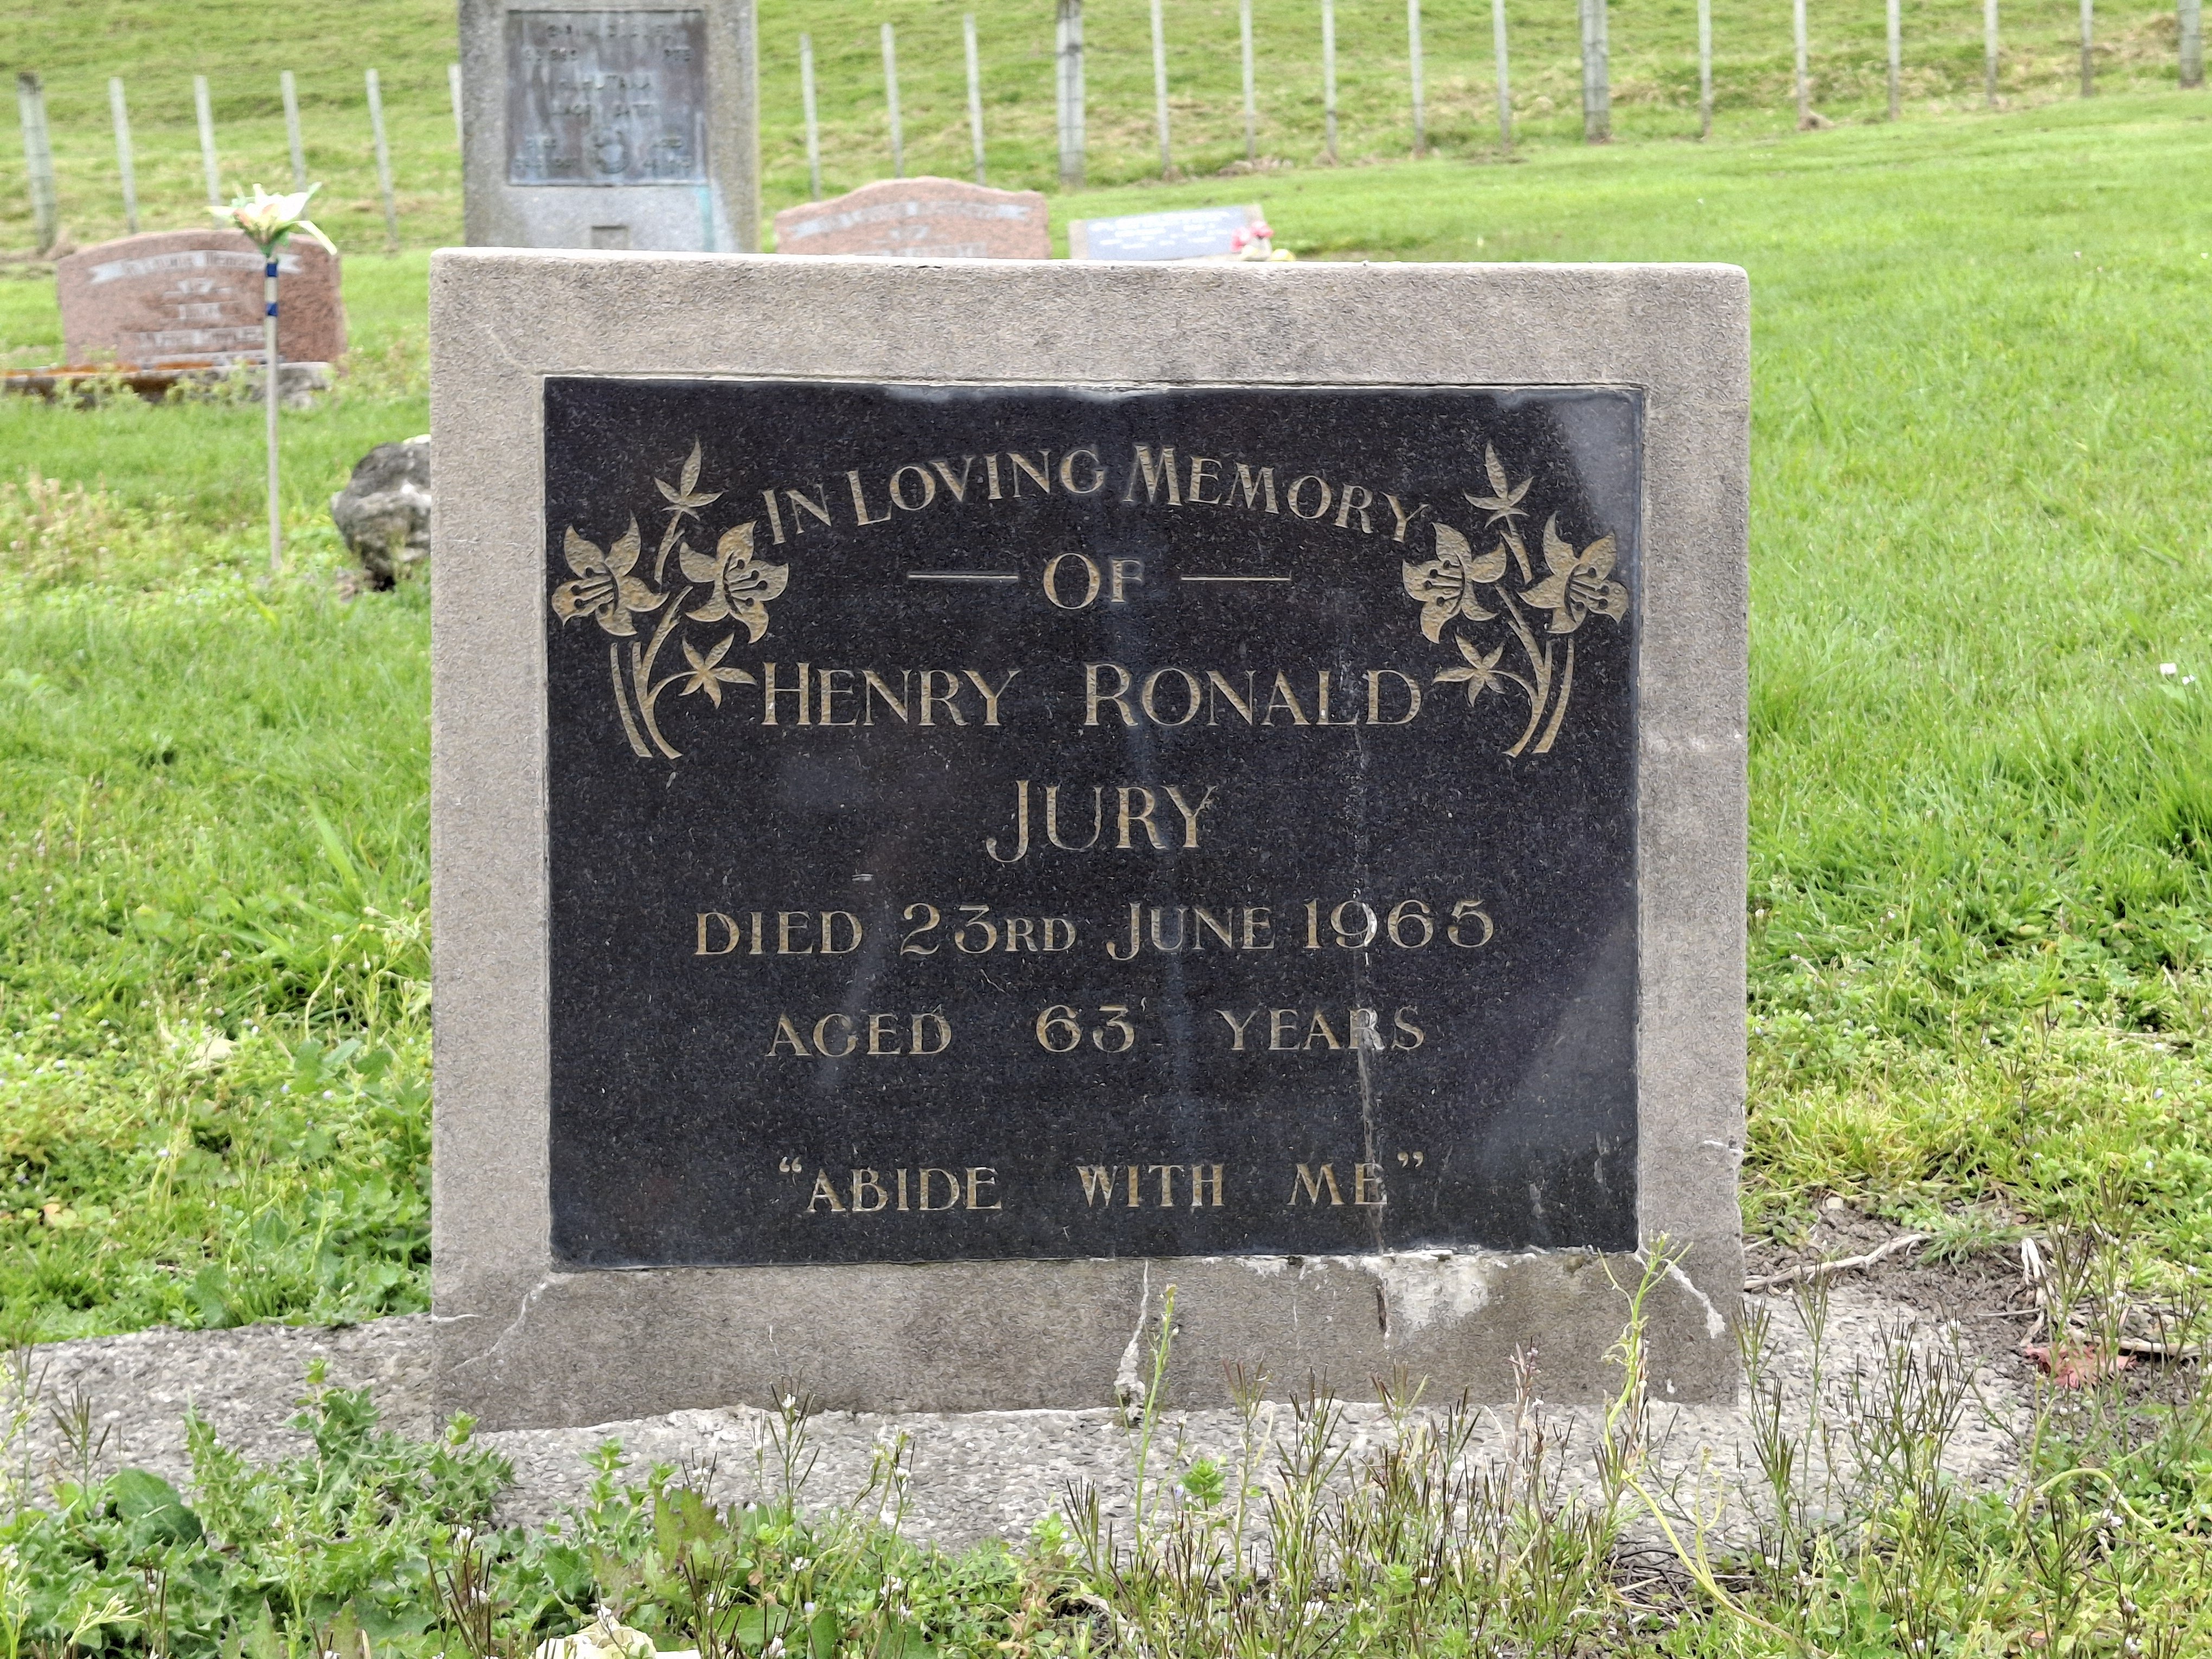 IN LOVING MEMORY
OF
HENRY RONALD
JURY
DIED 23RD JUNE 1965
AGED 63 YEARS
“ABIDE WITH ME”